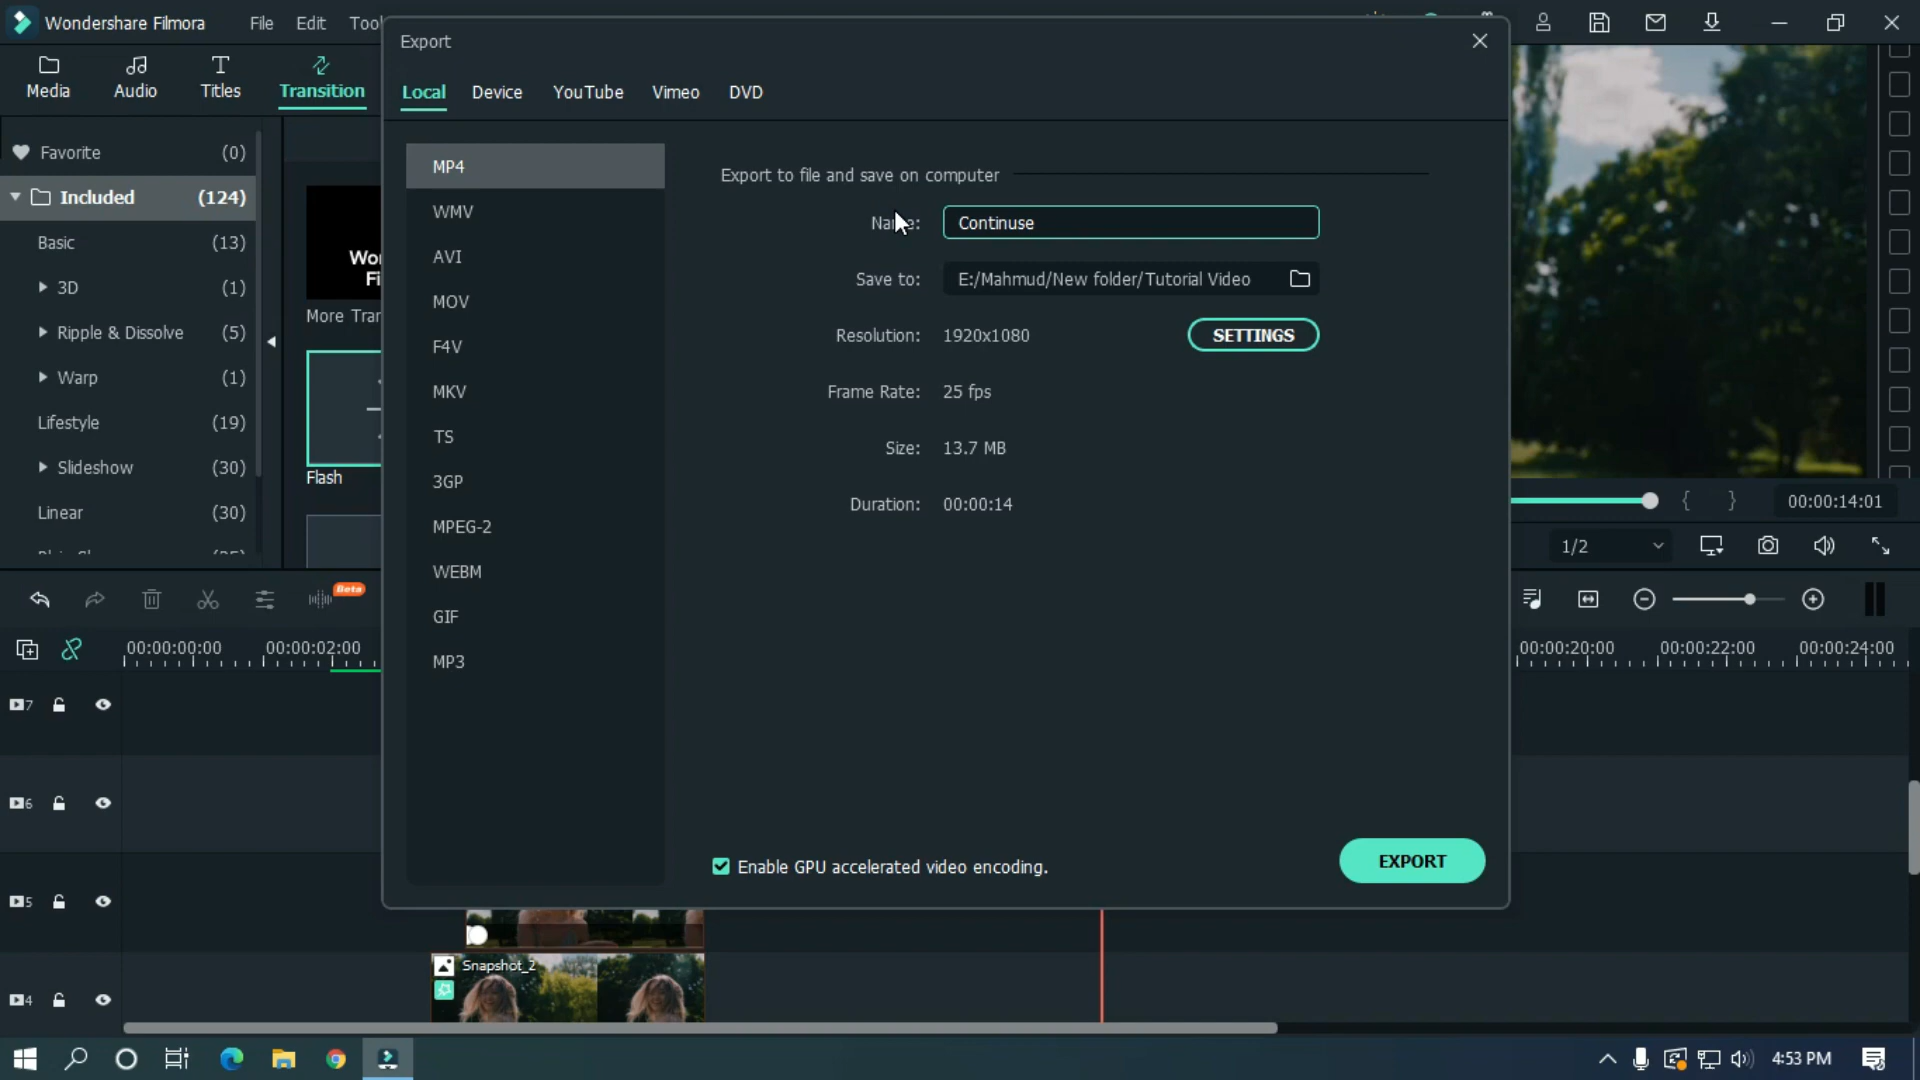 Wondershare Filmora
File
Edit
Export
Media
Audio
Titles
Transition
Local
Device
YouTube
Vimeo
DVD
Favorite (0)
Included (124)
Basic (13)
3D (1)
Ripple & Dissolve (5)
Warp (1)
Lifestyle (19)
Slideshow (30)
Linear (30)
Flash
MP4
WMV
AVI
MOV
F4V
MKV
TS
3GP
MPEG-2
WEBM
GIF
MP3
Export to file and save on computer
Name: Continuse
Save to: E:/Mahmud/New folder/Tutorial Video
Resolution: 1920x1080 SETTINGS
Frame Rate: 25 fps
Size: 13.7 MB
Duration: 00:00:14
Enable GPU accelerated video encoding.
EXPORT
00:00:14:01
1/2
Beta
00:00:00:00
00:00:02:00
00:00:20:00
00:00:22:00
00:00:24:00
7
6
5
Snapshot_2
4
4:53 PM